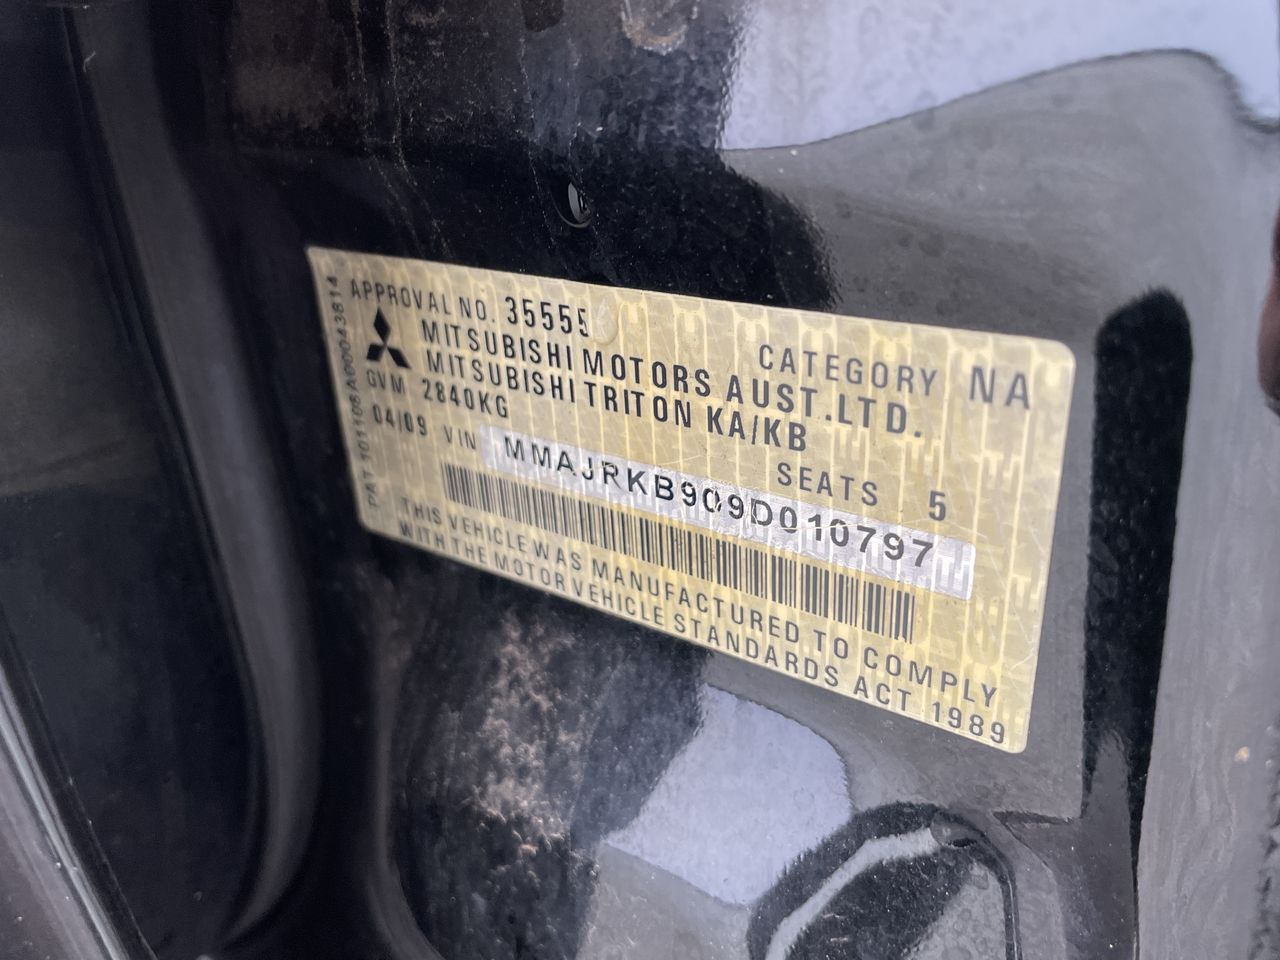 APPROVAL NO. 35555 CATEGORY NA
MITSUBISHI MOTORS AUST.LTD.
MITSUBISHI TRITON KA/KB
GVM 2840KG SEATS 5
04/09 VIN MMAJRKB909D010797
THIS VEHICLE WAS MANUFACTURED TO COMPLY
WITH THE MOTOR VEHICLE STANDARDS ACT 1989
PAT 101108A000043814